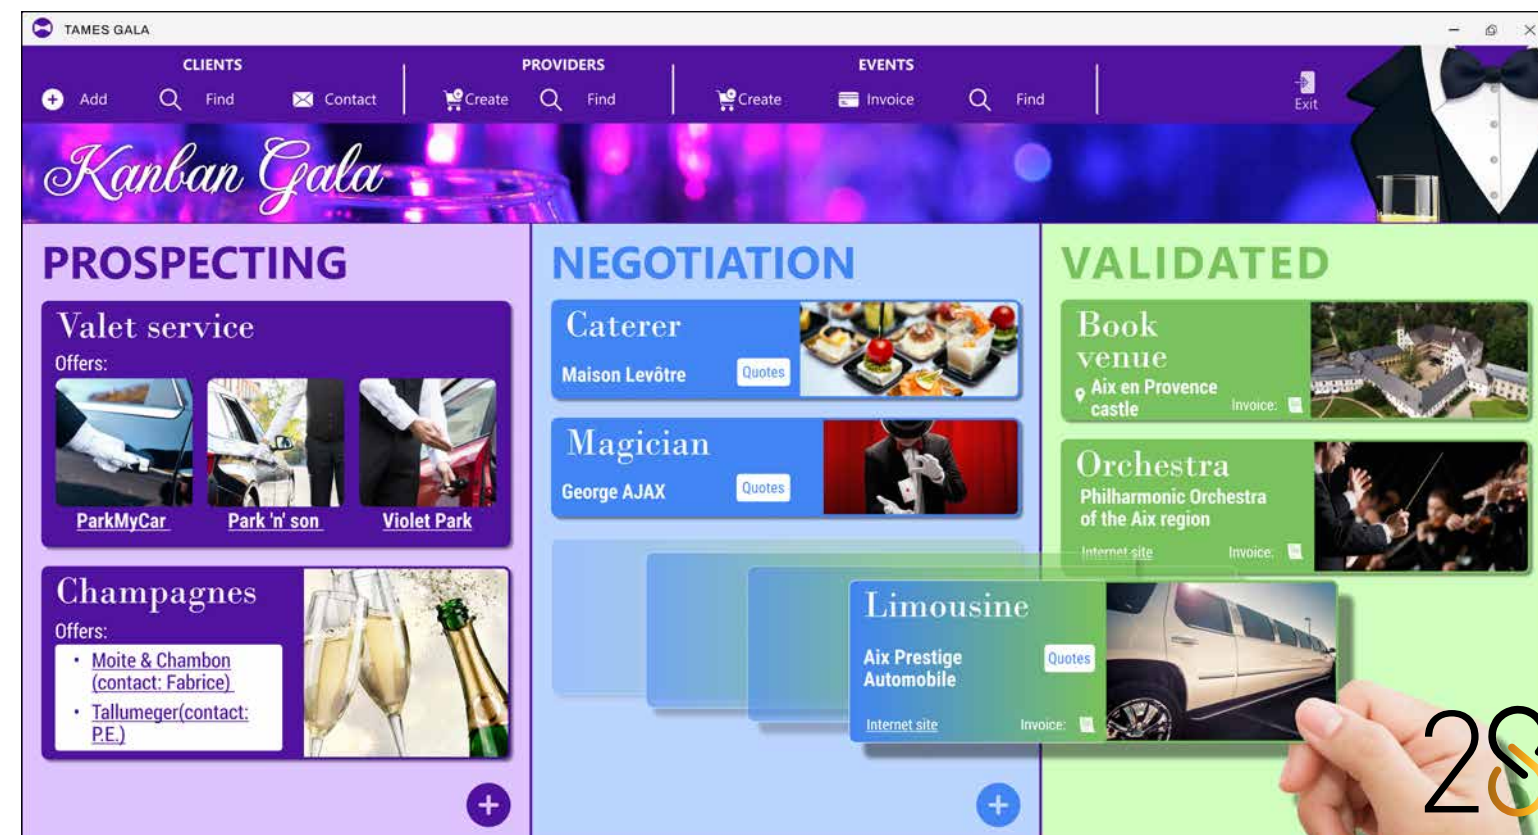 TAMES GALA
CLIENTS
PROVIDERS
EVENTS
Add
Find
Contact
Create
Find
Create
Invoice
Find
Exit
Kanban Gala
PROSPECTING
Valet service
Offers:
ParkMyCar
Park 'n' son
Violet Park
Champagnes
Offers:
• Moite & Chambon
(contact: Fabrice)
• Tallumeger(contact:
P.E.)
NEGOTIATION
Caterer
Maison Levôtre
Quotes
Magician
George AJAX
Quotes
Limousine
Aix Prestige
Automobile
Quotes
Internet site
Invoice:
VALIDATED
Book
venue
Aix en Provence
castle
Invoice:
Orchestra
Philharmonic Orchestra
of the Aix region
Internet site
Invoice: